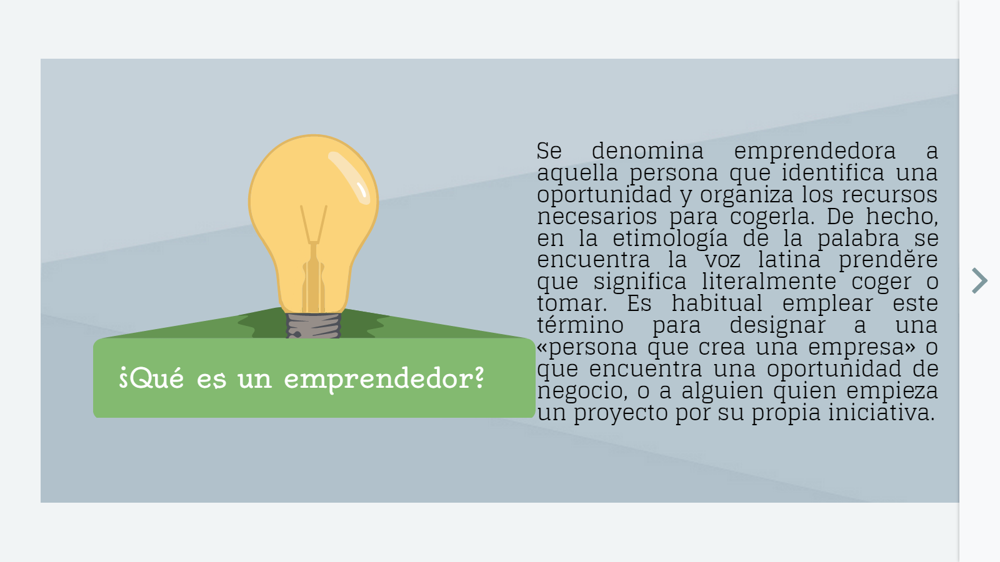 ¿Qué es un emprendedor?
Se denomina emprendedora a
aquella persona que identifica una
oportunidad y organiza los recursos
necesarios para cogerla. De hecho,
en la etimología de la palabra se
encuentra la voz latina prendĕre
que significa literalmente coger o
tomar. Es habitual emplear este
término para designar a una
«persona que crea una empresa» o
que encuentra una oportunidad de
negocio, o a alguien quien empieza
un proyecto por su propia iniciativa.